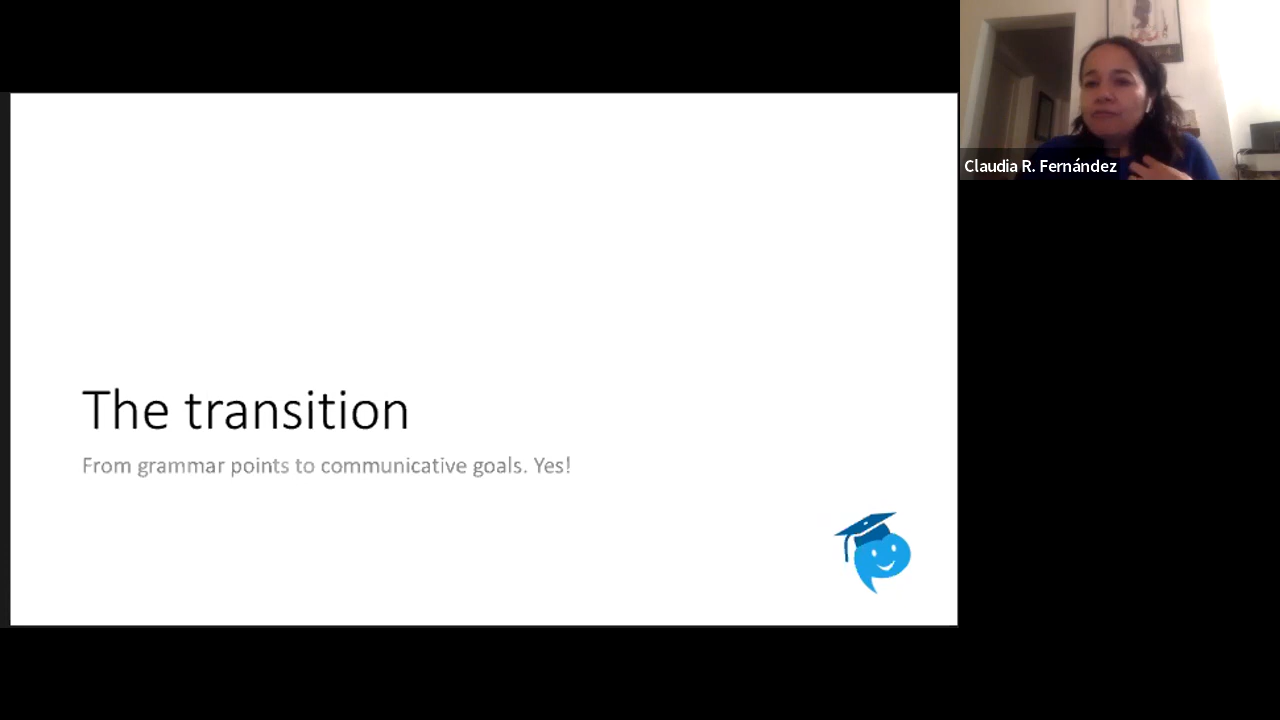 Claudia R. Fernández
The transition
From grammar points to communicative goals. Yes!